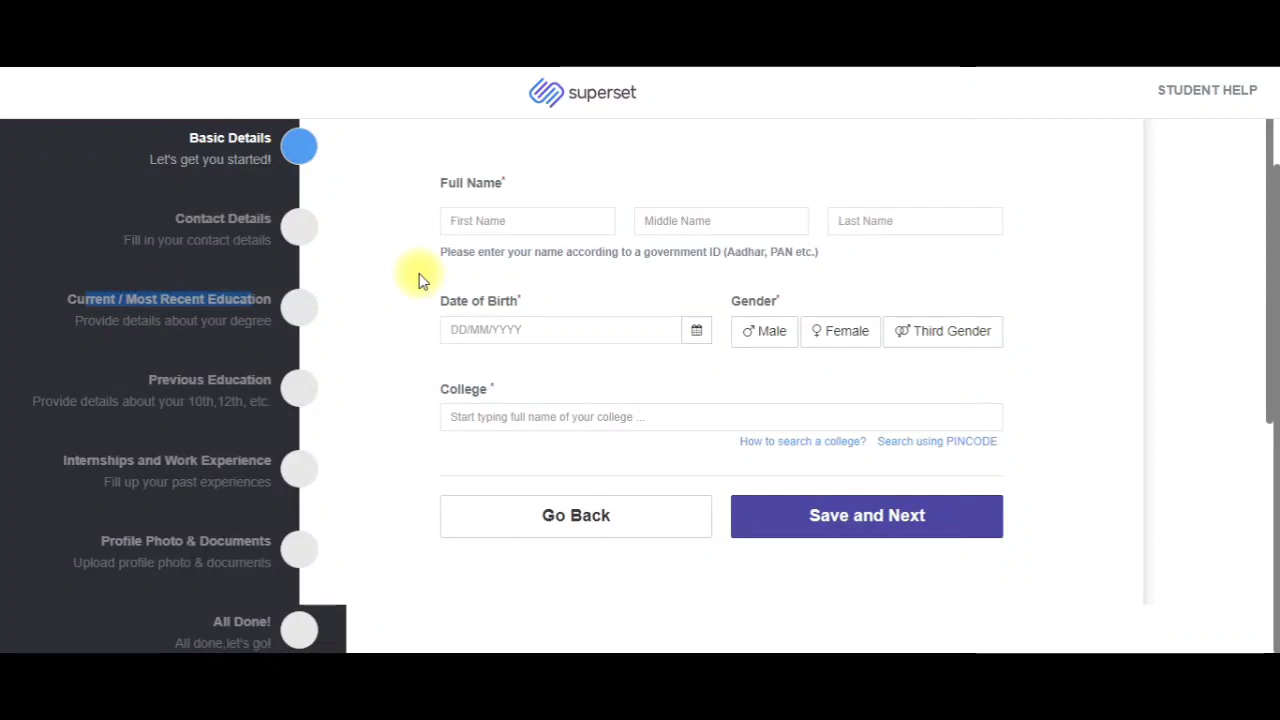 superset
STUDENT HELP
Basic Details
Let's get you started!
Contact Details
Fill in your contact details
Current / Most Recent Education
Provide details about your degree
Previous Education
Provide details about your 10th,12th, etc.
Internships and Work Experience
Fill up your past experiences
Profile Photo & Documents
Upload profile photo & documents
All Done!
All done,let's go!
Full Name*
First Name Middle Name Last Name
Please enter your name according to a government ID (Aadhar, PAN etc.)
Date of Birth* Gender*
DD/MM/YYYY Male Female Third Gender
College *
Start typing full name of your college ...
How to search a college? Search using PINCODE
Go Back Save and Next